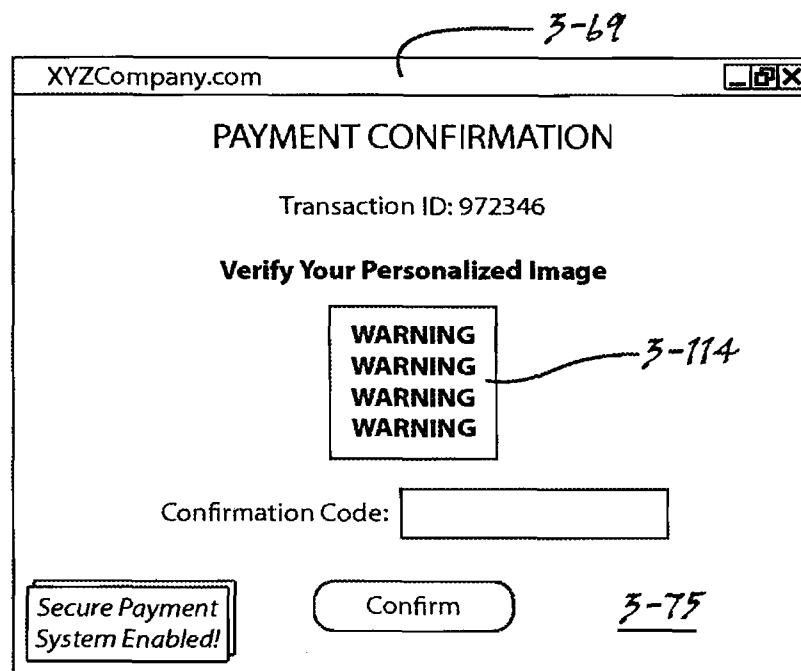 3-69
XYZCompany.com
PAYMENT CONFIRMATION
Transaction ID: 972346
Verify Your Personalized Image
WARNING
WARNING
WARNING
WARNING
3-114
Confirmation Code:
Secure Payment
System Enabled!
Confirm
3-75